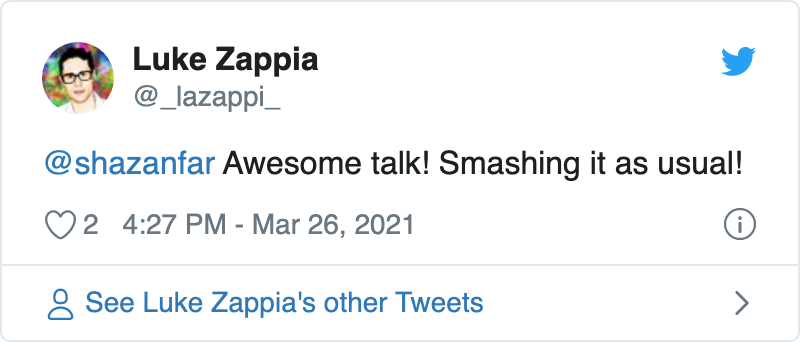 Luke Zappia
@_lazappi_
@shazanfar Awesome talk! Smashing it as usual!
2 4:27 PM - Mar 26, 2021
See Luke Zappia's other Tweets